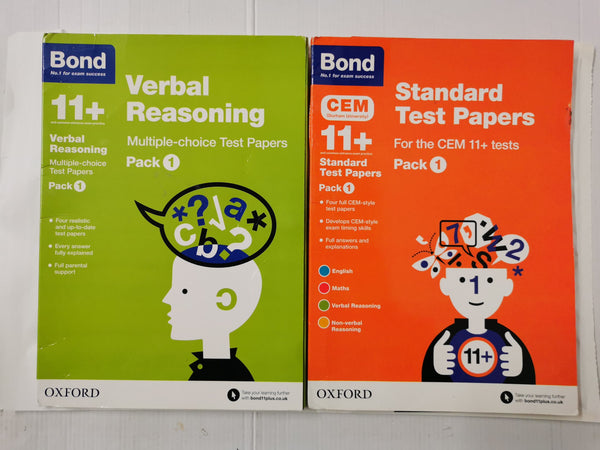 Bond
No.1 for exam success
11+
Verbal
Reasoning
Multiple-choice
Test Papers
Pack 1
Four realistic
and up-to-date
test papers
Every answer
fully explained
Full parental
support
Verbal
Reasoning
Multiple-choice Test Papers
Pack 1
* ? √ a *
c b ?
c
OXFORD
Take your learning further
with bond11plus.co.uk
Bond
No.1 for exam success
CEM
(Durham University)
11+
Standard
Test Papers
Pack 1
Four full CEM-style
test papers
Develops CEM-style
exam timing skills
Full answers and
explanations
English
Maths
Verbal Reasoning
Non-verbal
Reasoning
Standard
Test Papers
For the CEM 11+ tests
Pack 1
7
2
1
11+
OXFORD
Take your learning further
with bond11plus.co.uk